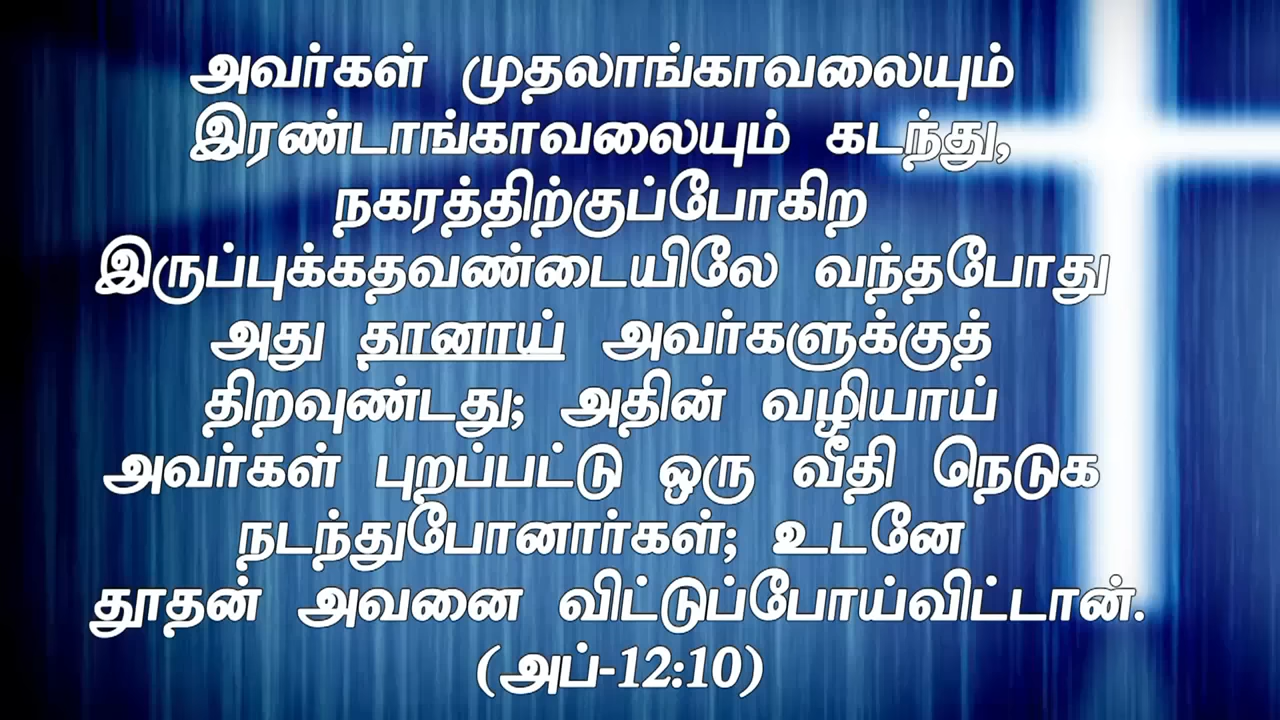 அவர்கள் முதலாங்காவலையும்
இரண்டாங்காவலையும் கடந்து,
நகரத்திற்குப்போகிற
இருப்புக்கதவண்டையிலே வந்தபோது
அது தானாய் அவர்களுக்குத்
திறவுண்டது; அதின் வழியாய்
அவர்கள் புறப்பட்டு ஒரு வீதி நெடுக
நடந்துபோனார்கள்; உடனே
தூதன் அவனை விட்டுப்போய்விட்டான்.
(அப்-12:10)